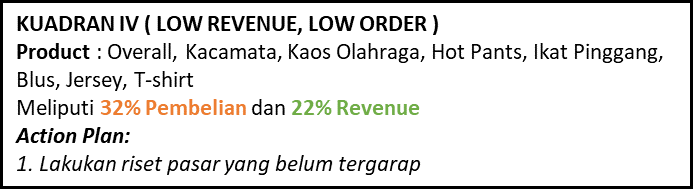 KUADRAN IV ( LOW REVENUE, LOW ORDER )
Product : Overall, Kacamata, Kaos Olahraga, Hot Pants, Ikat Pinggang,
Blus, Jersey, T-shirt
Meliputi 32% Pembelian dan 22% Revenue
Action Plan:
1. Lakukan riset pasar yang belum tergarap